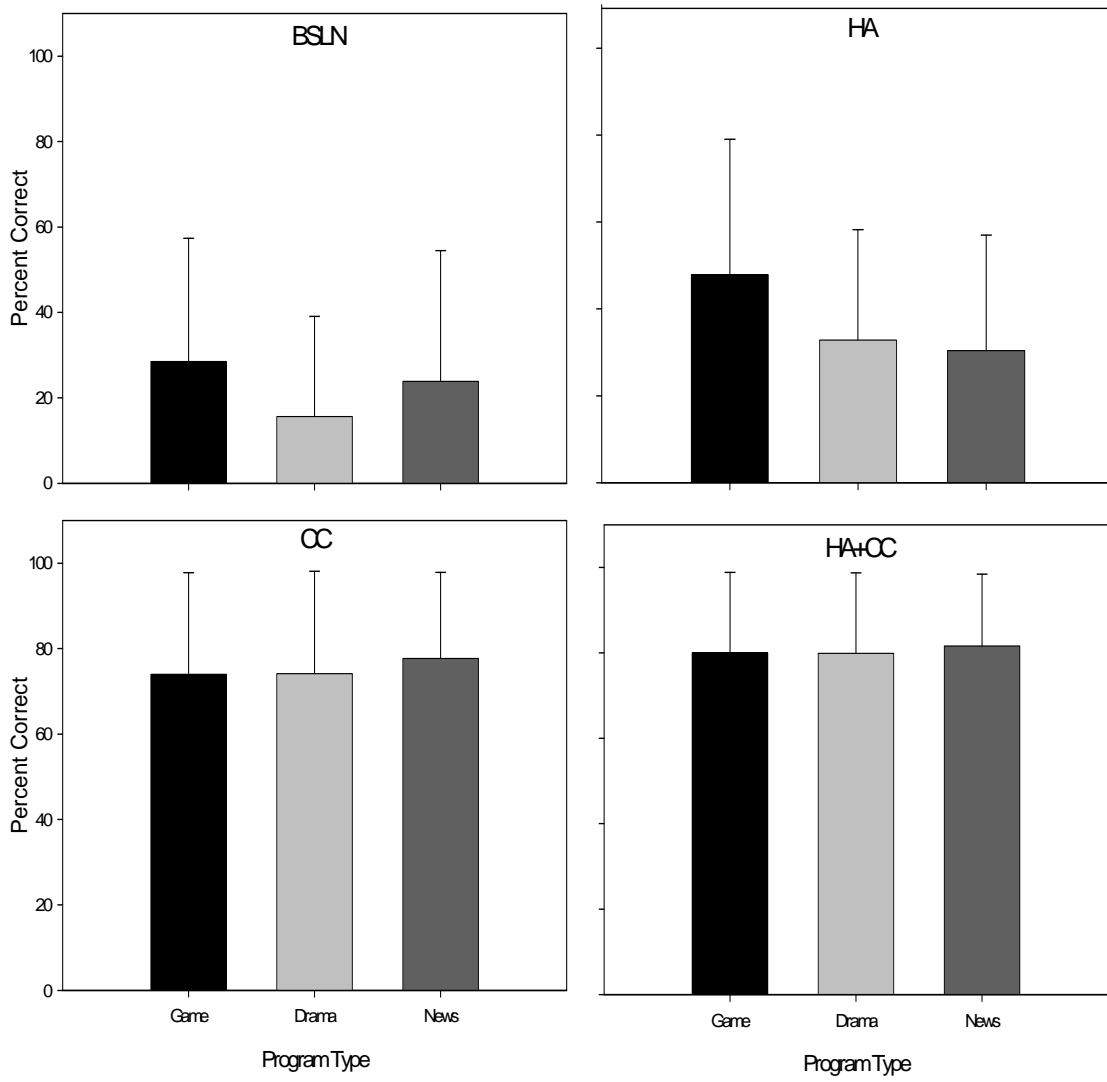 BSLN
HA
Percent Correct
100
80
60
40
20
0
CC
HA+CC
Percent Correct
100
80
60
40
20
0
Game Drama News
Game Drama News
Program Type
Program Type